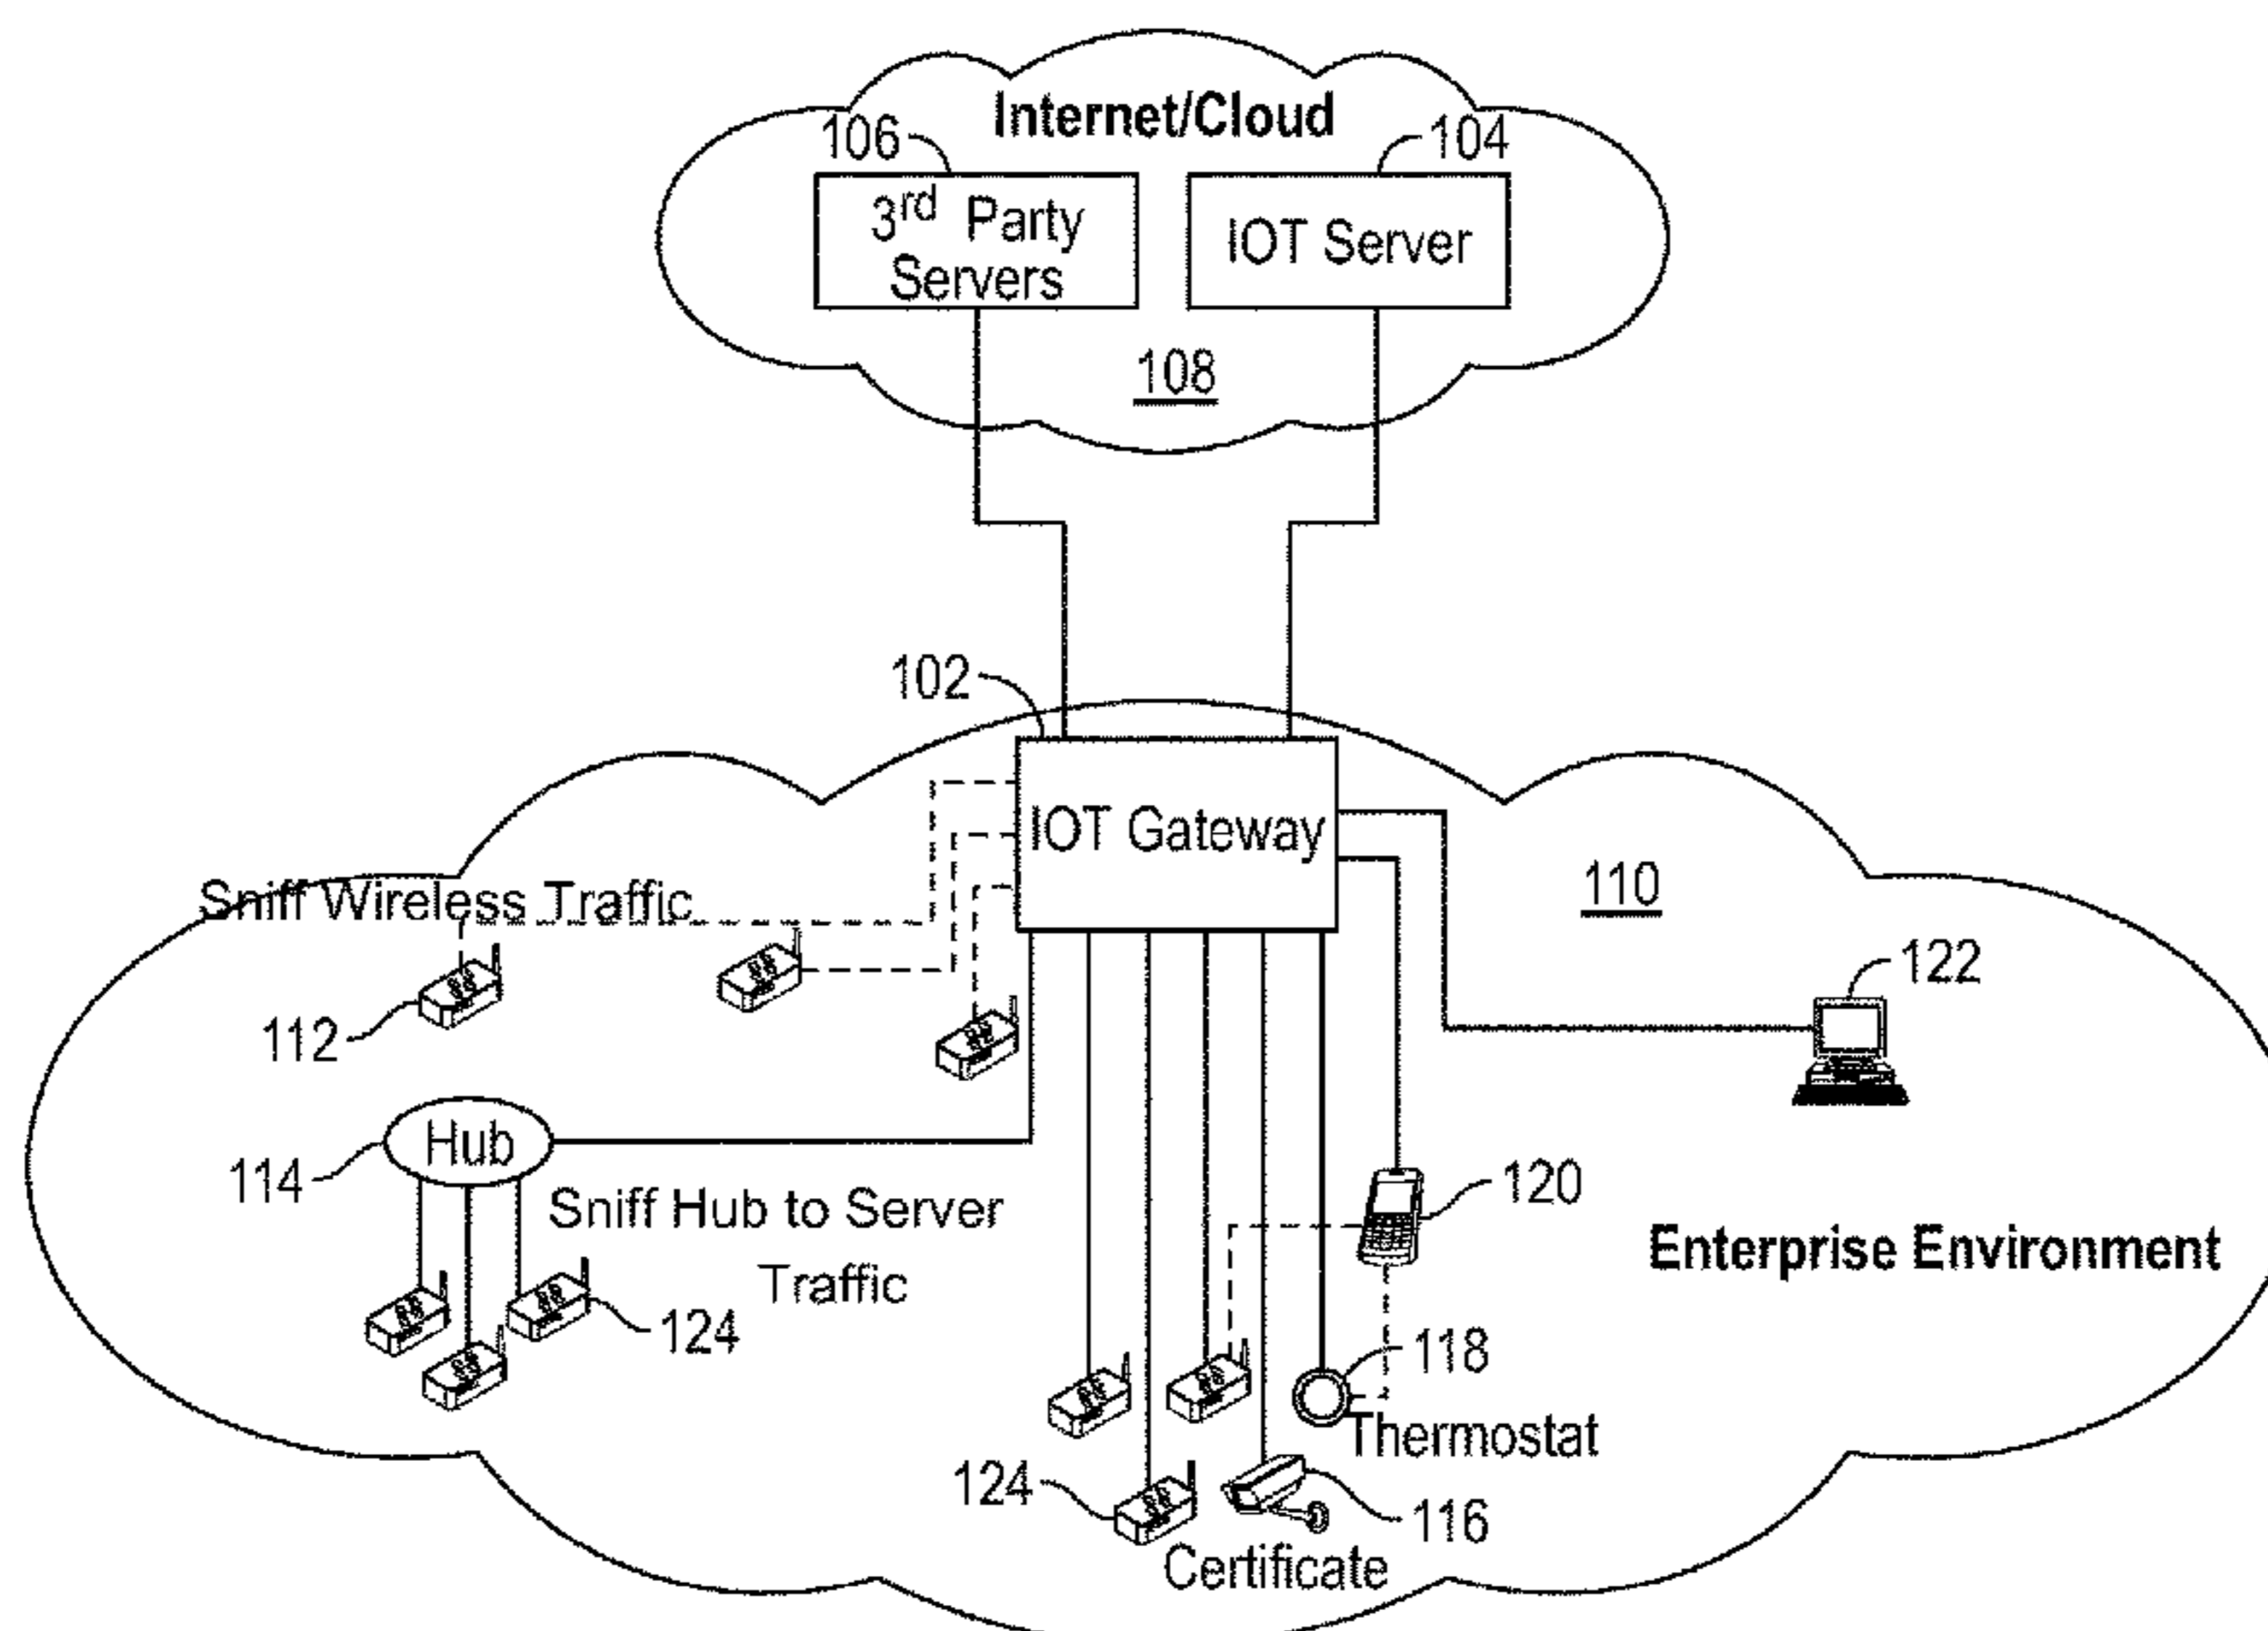 Internet/Cloud
106
104
3rd Party
Servers
IOT Server
108
102
IOT Gateway
110
Sniff Wireless Traffic
122
112
Hub
114
120
Sniff Hub to Server
Traffic
Enterprise Environment
124
118
Thermostat
124
116
Certificate